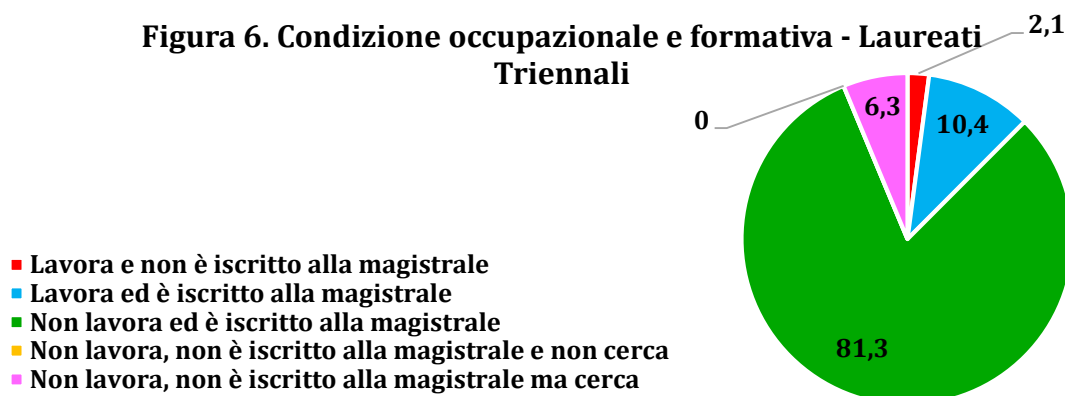 Figura 6. Condizione occupazionale e formativa - Laureati
Triennali
2,1
0
6,3
10,4
81,3
Lavora e non è iscritto alla magistrale
Lavora ed è iscritto alla magistrale
Non lavora ed è iscritto alla magistrale
Non lavora, non è iscritto alla magistrale e non cerca
Non lavora, non è iscritto alla magistrale ma cerca